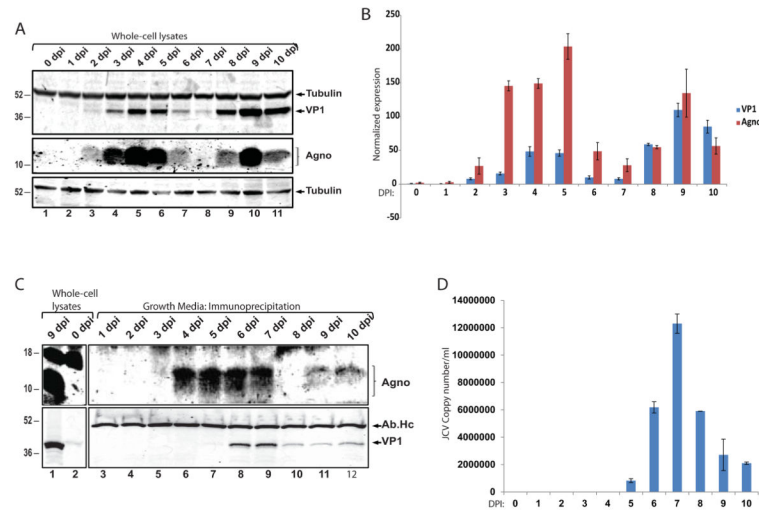 A
Whole-cell lysates
0 dpi 1 dpi 2 dpi 3 dpi 4 dpi 5 dpi 6 dpi 7 dpi 8 dpi 9 dpi 10 dpi
52
Tubulin
36
VP1
10
Agno
52
Tubulin
1 2 3 4 5 6 7 8 9 10 11
B
250
200
150
100
50
0
-50
Normalized expression
DPI: 0 1 2 3 4 5 6 7 8 9 10
VP1
Agno
C
Whole-cell
lysates
Growth Media: Immunoprecipitation
9 dpi 0 dpi 1 dpi 2 dpi 3 dpi 4 dpi 5 dpi 6 dpi 7 dpi 8 dpi 9 dpi 10 dpi
18
10
Agno
52
Ab.Hc
36
VP1
1 2 3 4 5 6 7 8 9 10 11 12
D
14000000
12000000
10000000
8000000
6000000
4000000
2000000
0
JCV Coppy number/ml
DPI: 0 1 2 3 4 5 6 7 8 9 10